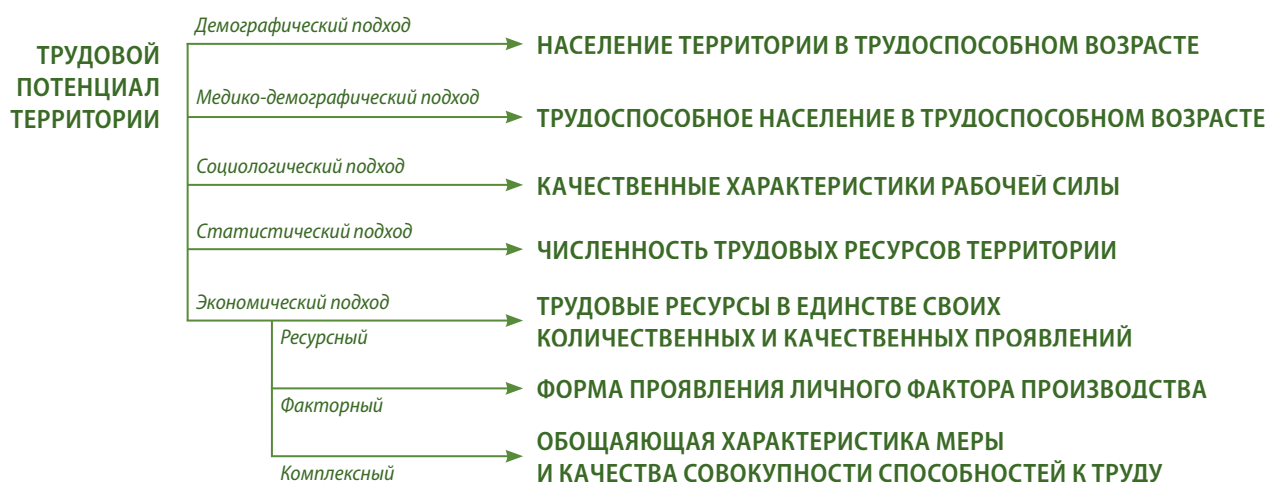 Демографический подход
ТРУДОВОЙ
ПОТЕНЦИАЛ
ТЕРРИТОРИИ
НАСЕЛЕНИЕ ТЕРРИТОРИИ В ТРУДОСПОСОБНОМ ВОЗРАСТЕ
Медико-демографический подход
ТРУДОСПОСОБНОЕ НАСЕЛЕНИЕ В ТРУДОСПОСОБНОМ ВОЗРАСТЕ
Социологический подход
КАЧЕСТВЕННЫЕ ХАРАКТЕРИСТИКИ РАБОЧЕЙ СИЛЫ
Статистический подход
ЧИСЛЕННОСТЬ ТРУДОВЫХ РЕСУРСОВ ТЕРРИТОРИИ
Экономический подход
ТРУДОВЫЕ РЕСУРСЫ В ЕДИНСТВЕ СВОИХ
КОЛИЧЕСТВЕННЫХ И КАЧЕСТВЕННЫХ ПРОЯВЛЕНИЙ
Ресурсный
ФОРМА ПРОЯВЛЕНИЯ ЛИЧНОГО ФАКТОРА ПРОИЗВОДСТВА
Факторный
ОБОЩАЯЮЩАЯ ХАРАКТЕРИСТИКА МЕРЫ
И КАЧЕСТВА СОВОКУПНОСТИ СПОСОБНОСТЕЙ К ТРУДУ
Комплексный